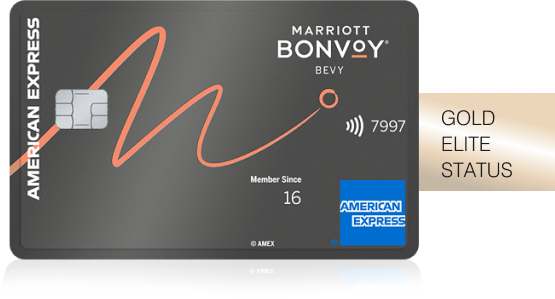 AMERICAN EXPRESS
MARRIOTT
BONVOY
BEVY
7997
Member Since
16
AMERICAN
EXPRESS
© AMEX
GOLD
ELITE
STATUS